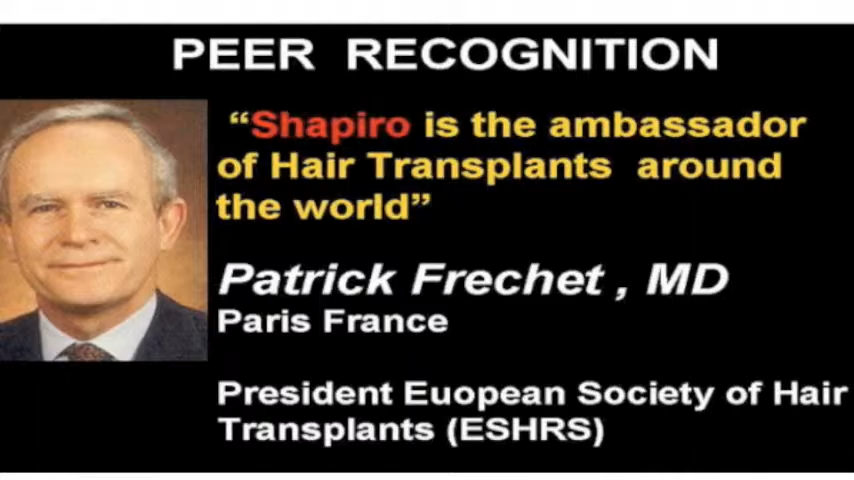 PEER RECOGNITION
“Shapiro is the ambassador
of Hair Transplants around
the world”
Patrick Frechet , MD
Paris France
President Euopean Society of Hair
Transplants (ESHRS)